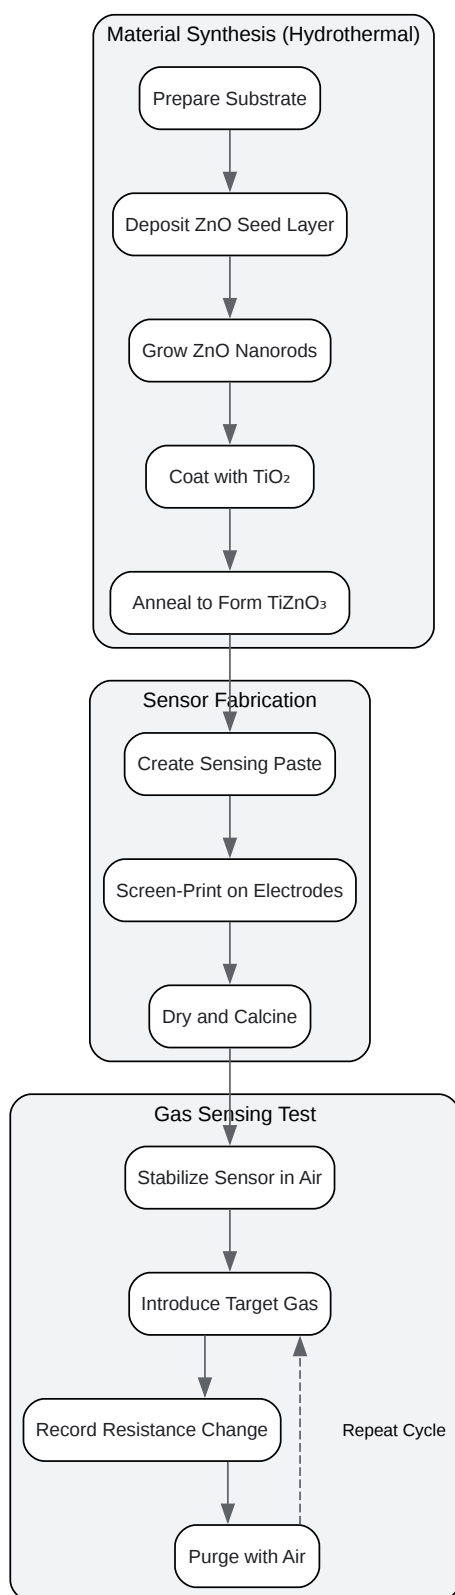 Material Synthesis (Hydrothermal)
Prepare Substrate
Deposit ZnO Seed Layer
Grow ZnO Nanorods
Coat with TiO₂
Anneal to Form TiZnO₃
Sensor Fabrication
Create Sensing Paste
Screen-Print on Electrodes
Dry and Calcine
Gas Sensing Test
Stabilize Sensor in Air
Introduce Target Gas
Record Resistance Change
Repeat Cycle
Purge with Air